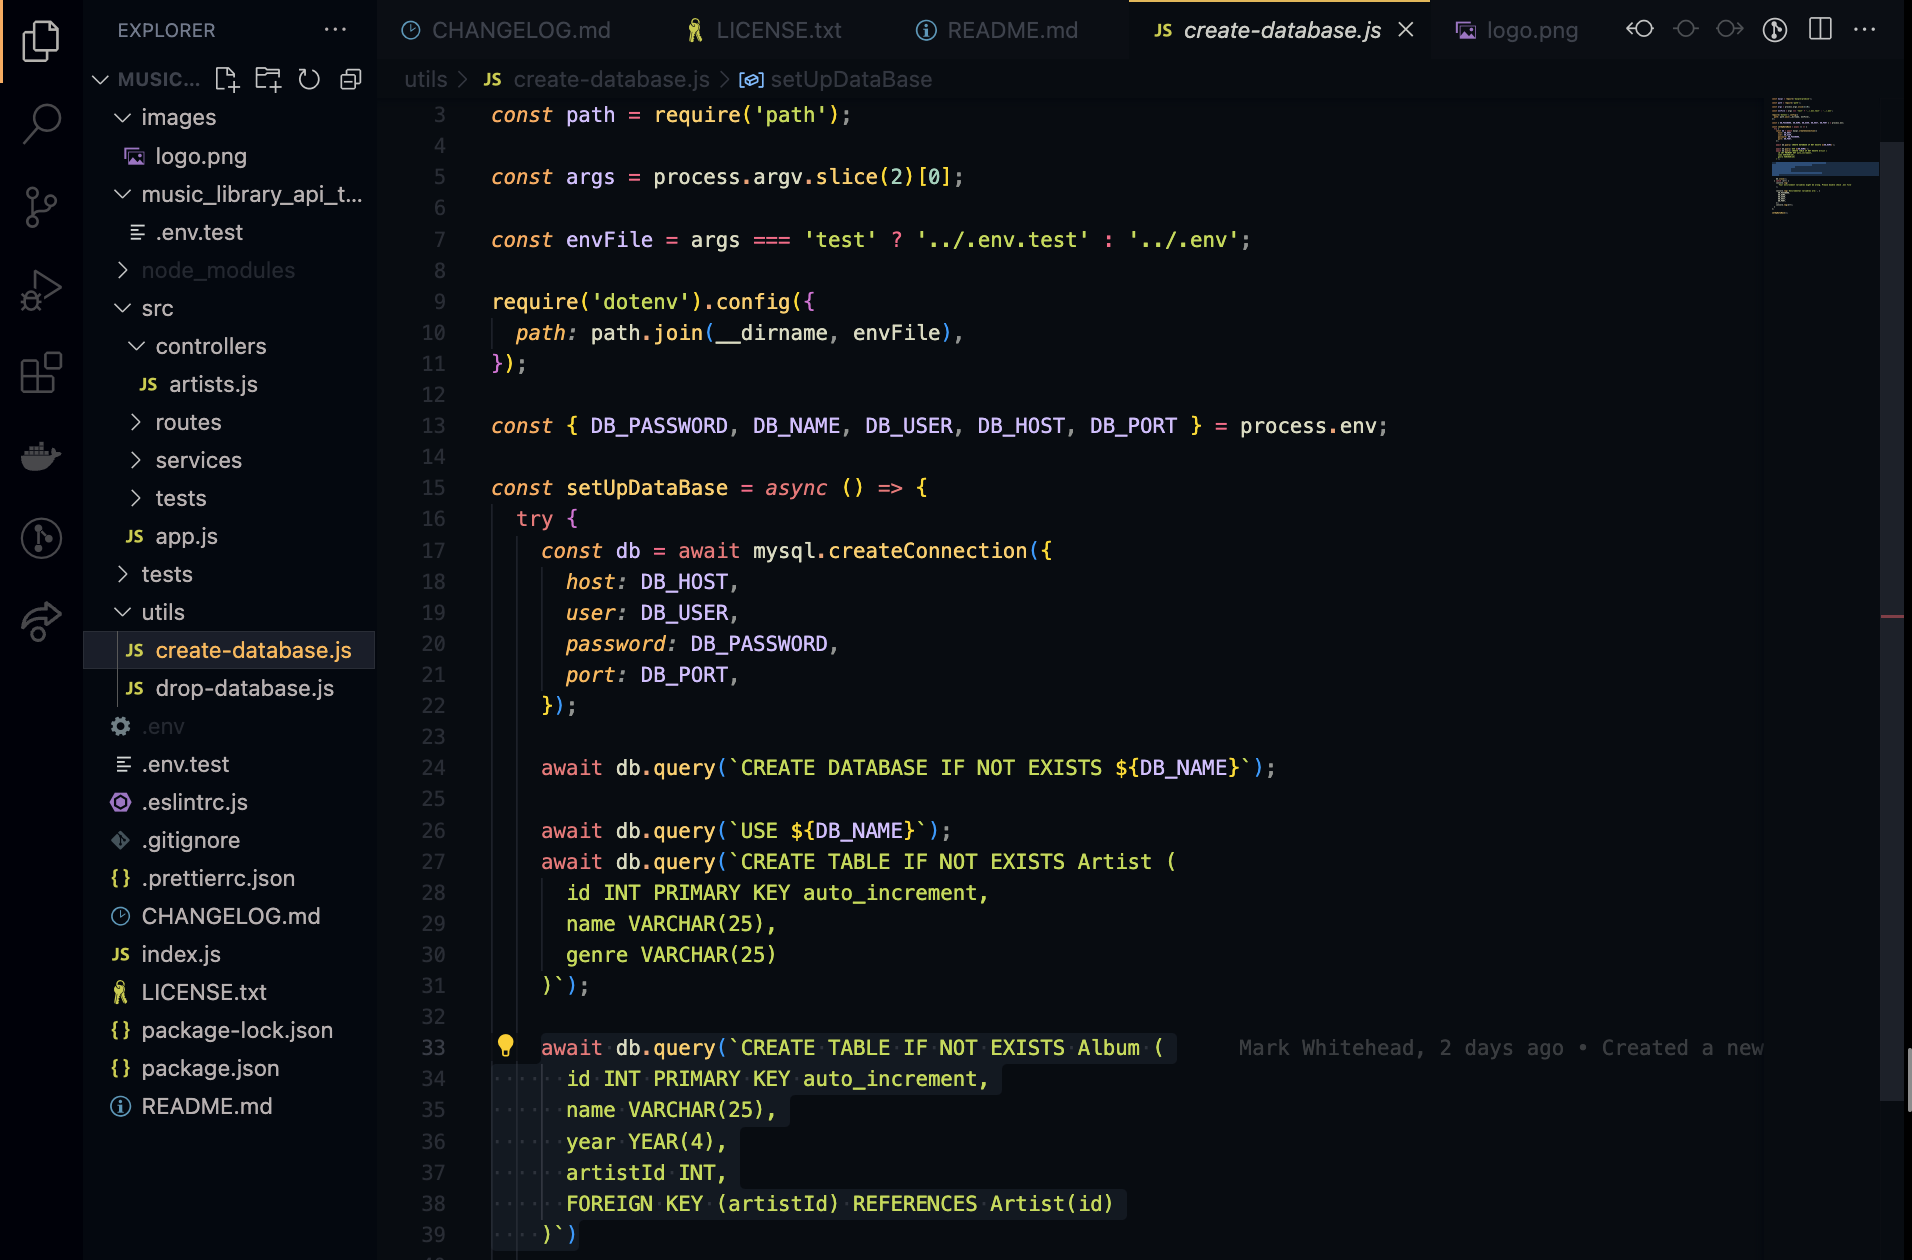 EXPLORER
MUSIC...
images
logo.png
music_library_api_t...
.env.test
node_modules
src
controllers
JS artists.js
routes
services
tests
JS app.js
tests
utils
JS create-database.js
JS drop-database.js
.env
.env.test
.eslintrc.js
.gitignore
{} .prettierrc.json
CHANGELOG.md
JS index.js
LICENSE.txt
{} package-lock.json
{} package.json
README.md
CHANGELOG.md LICENSE.txt README.md JS create-database.js logo.png
utils > JS create-database.js > setUpDataBase
3 const path = require('path');
4
5 const args = process.argv.slice(2)[0];
6
7 const envFile = args === 'test' ? '../.env.test' : '../.env';
8
9 require('dotenv').config({
10 path: path.join(__dirname, envFile),
11 });
12
13 const { DB_PASSWORD, DB_NAME, DB_USER, DB_HOST, DB_PORT } = process.env;
14
15 const setUpDataBase = async () => {
16 try {
17 const db = await mysql.createConnection({
18 host: DB_HOST,
19 user: DB_USER,
20 password: DB_PASSWORD,
21 port: DB_PORT,
22 });
23
24 await db.query(`CREATE DATABASE IF NOT EXISTS ${DB_NAME}`);
25
26 await db.query(`USE ${DB_NAME}`);
27 await db.query(`CREATE TABLE IF NOT EXISTS Artist (
28 id INT PRIMARY KEY auto_increment,
29 name VARCHAR(25),
30 genre VARCHAR(25)
31 )`);
32
33 await db.query(`CREATE TABLE IF NOT EXISTS Album ( Mark Whitehead, 2 days ago • Created a new
34 id INT PRIMARY KEY auto_increment,
35 name VARCHAR(25),
36 year YEAR(4),
37 artistId INT,
38 FOREIGN KEY (artistId) REFERENCES Artist(id)
39 )`)